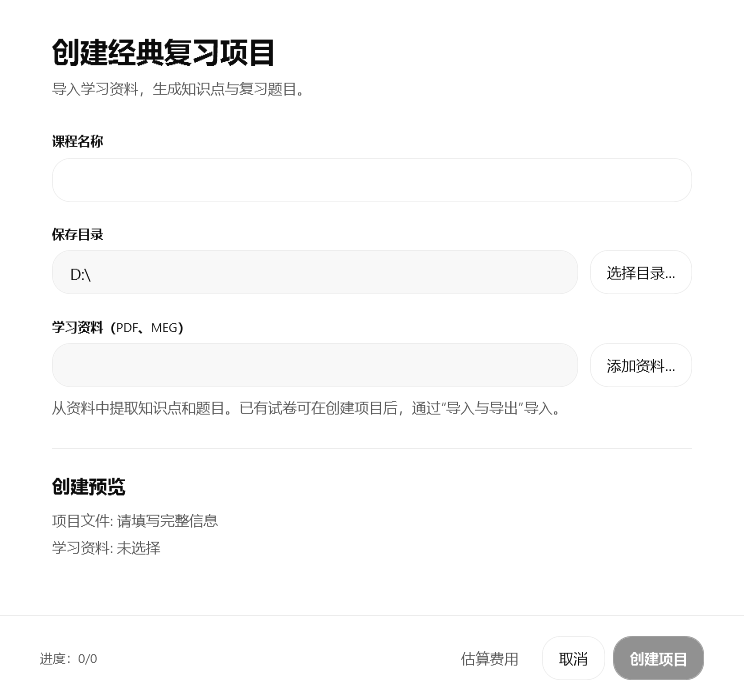 创建经典复习项目
导入学习资料，生成知识点与复习题目。
课程名称
保存目录
D:\
选择目录...
学习资料（PDF、MEG）
添加资料...
从资料中提取知识点和题目。已有试卷可在创建项目后，通过“导入与导出”导入。
创建预览
项目文件: 请填写完整信息
学习资料: 未选择
进度：0/0
估算费用
取消
创建项目